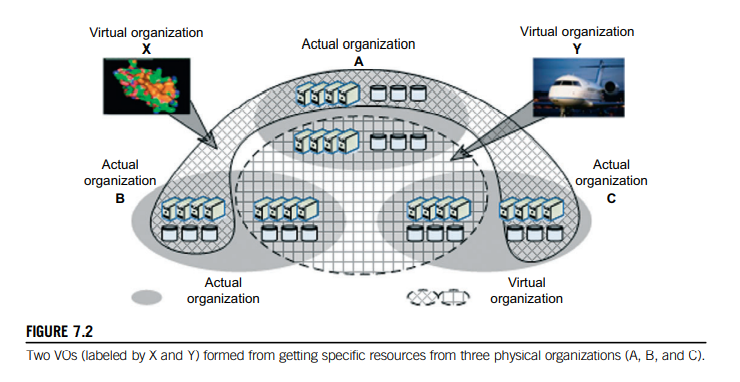 Virtual organization
X
Actual organization
A
Virtual organization
Y
Actual
organization
B
Actual
organization
C
Actual
organization
Virtual
organization
FIGURE 7.2
Two VOs (labeled by X and Y) formed from getting specific resources from three physical organizations (A, B, and C).